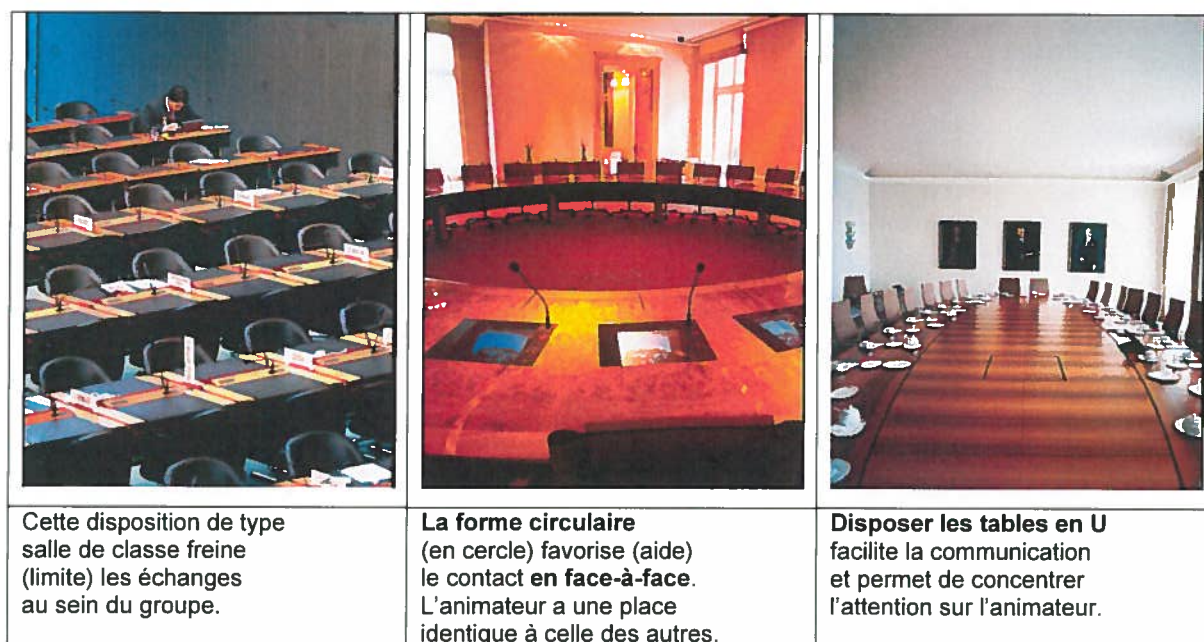 Cette disposition de type
salle de classe freine
(limite) les échanges
au sein du groupe.
La forme circulaire
(en cercle) favorise (aide)
le contact en face-à-face.
L'animateur a une place
identique à celle des autres.
Disposer les tables en U
facilite la communication
et permet de concentrer
l'attention sur l'animateur.